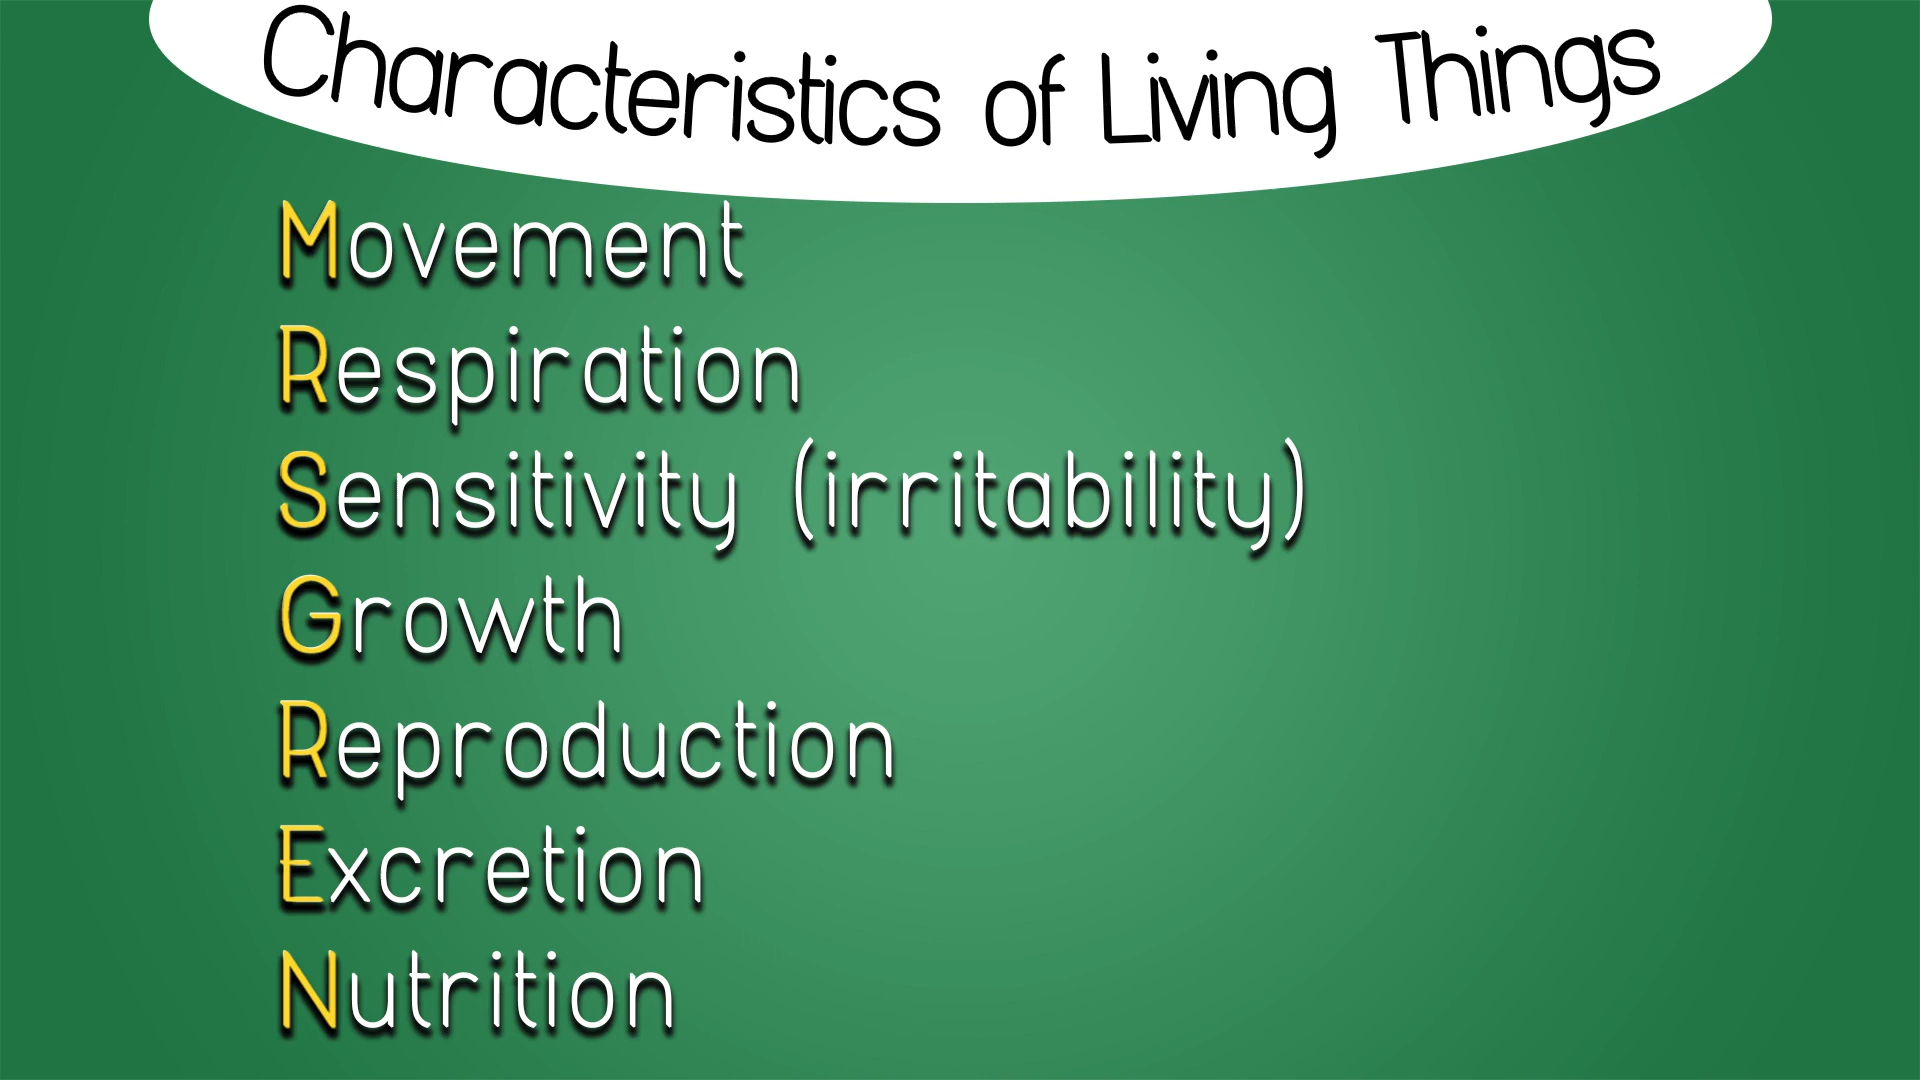 Characteristics of Living Things
Movement
Respiration
Sensitivity (irritability)
Growth
Reproduction
Excretion
Nutrition